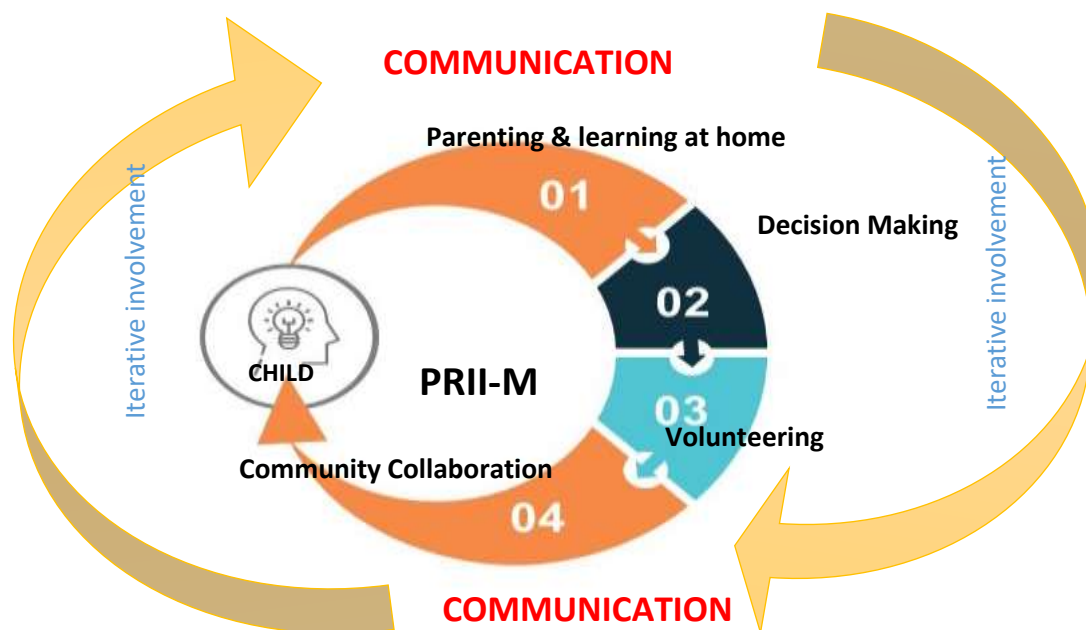 COMMUNICATION
Parenting & learning at home
01
Iterative involvement
Iterative involvement
Decision Making
02
CHILD
PRII-M
03
Volunteering
Community Collaboration
04
COMMUNICATION